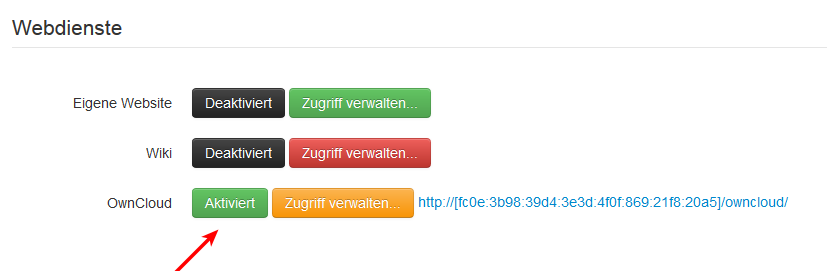 Webdienste
Eigene Website Deaktiviert Zugriff verwalten...
Wiki Deaktiviert Zugriff verwalten...
OwnCloud Aktiviert Zugriff verwalten... http://[fc0e:3b98:39d4:3e3d:4f0f:869:21f8:20a5]/owncloud/